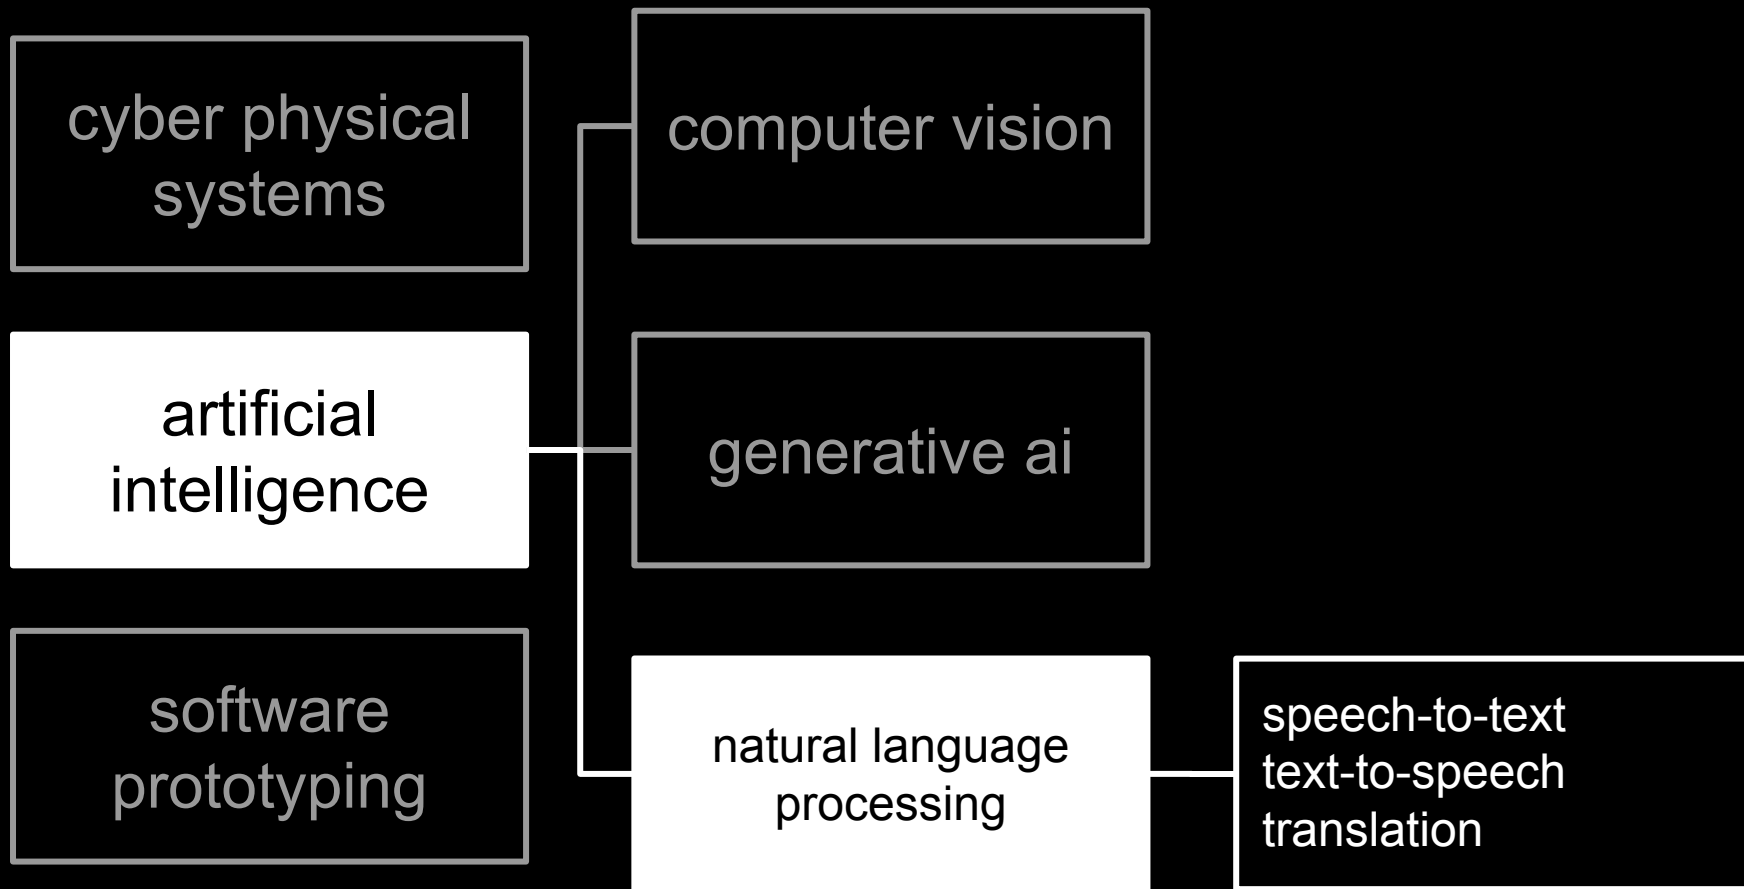 cyber physical
systems
computer vision
artificial
intelligence
generative ai
software
prototyping
natural language
processing
speech-to-text
text-to-speech
translation